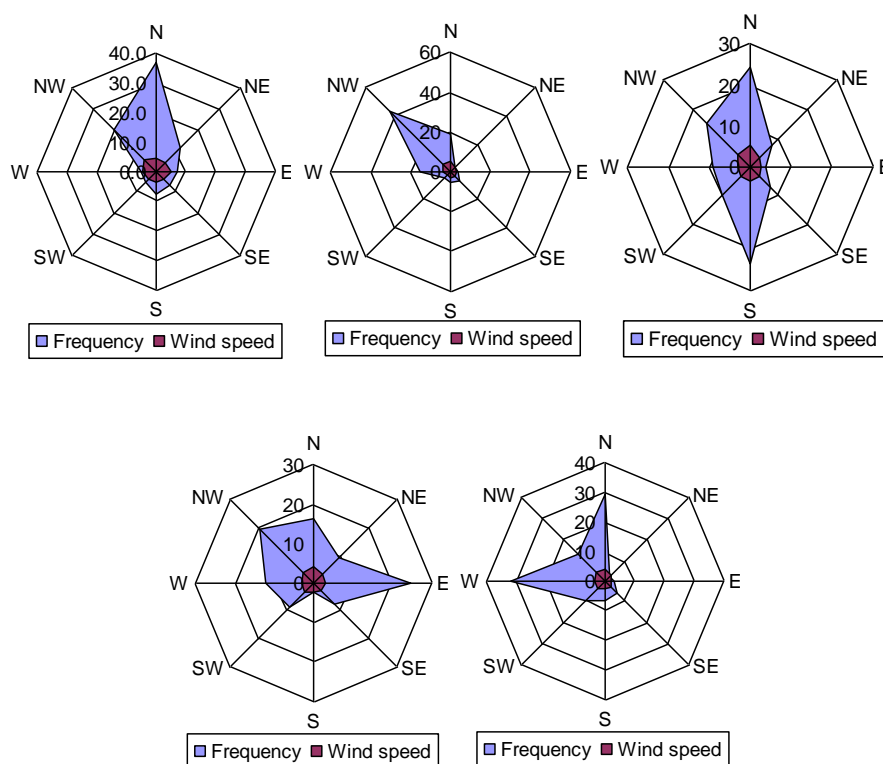 N
40.0
30.0
20.0
10.0
0.0
NW
NE
W
E
SW
SE
S
Frequency Wind speed
N
60
40
20
0
NW
NE
W
E
SW
SE
S
Frequency Wind speed
N
30
20
10
0
NW
NE
W
E
SW
SE
S
Frequency Wind speed
N
30
20
10
0
NW
NE
W
E
SW
SE
S
Frequency Wind speed
N
40
30
20
10
0
NW
NE
W
E
SW
SE
S
Frequency Wind speed